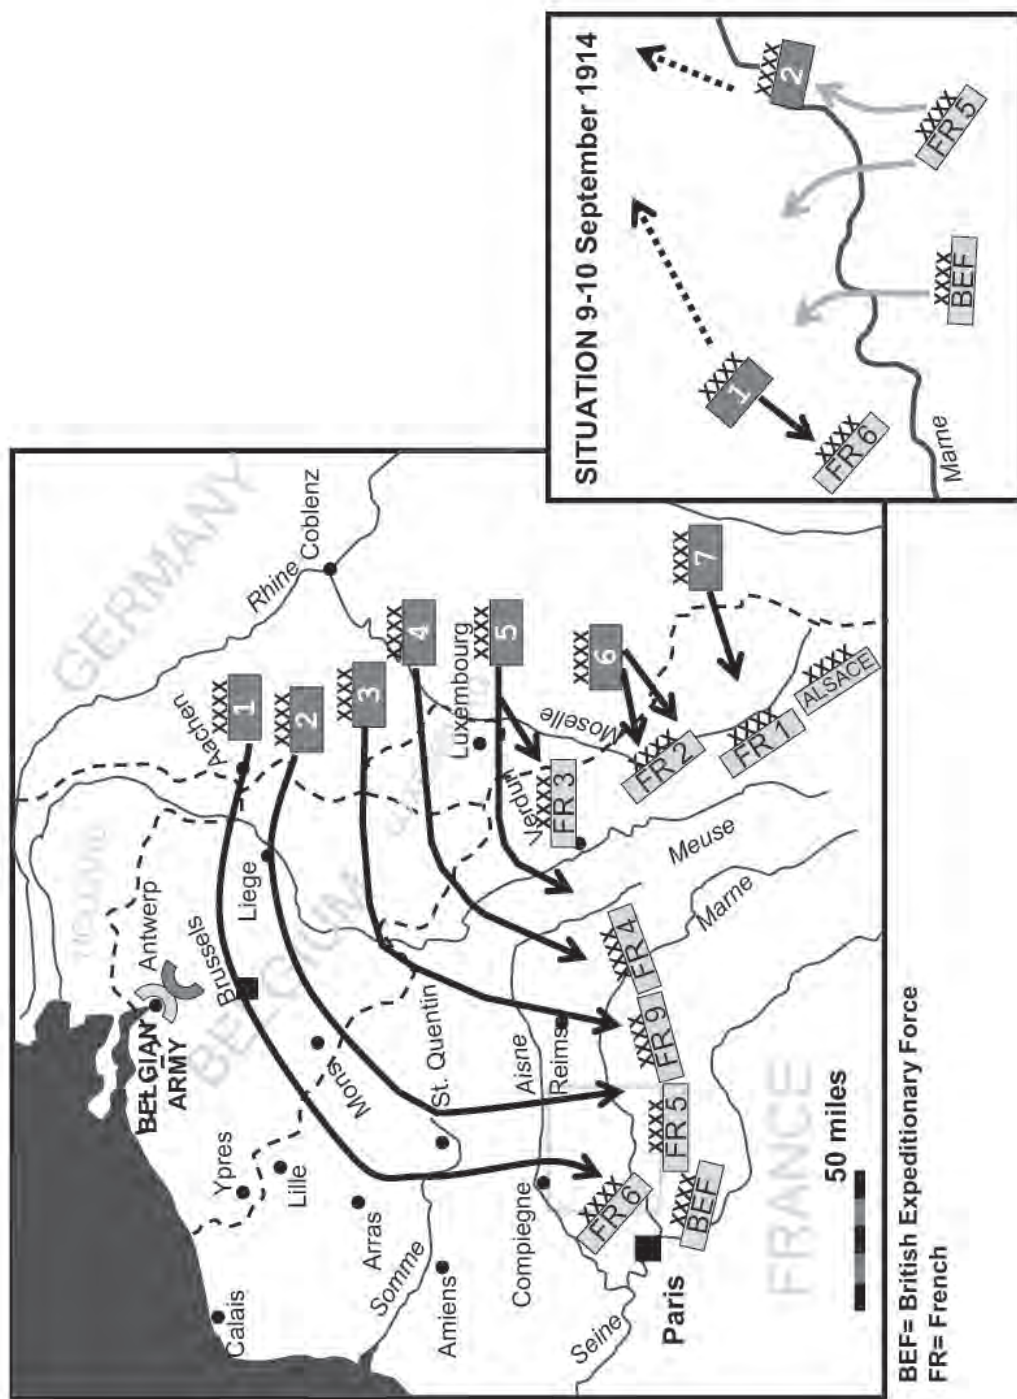 GERMANY
Rhine
Coblenz
Aachen
XXXX
1
XXXX
2
XXXX
3
XXXX
4
XXXX
5
XXXX
6
XXXX
7
Antwerp
BELGIAN
ARMY
Brussels
Liege
BELGIUM
Luxembourg
Moselle
Verdum
XXXX
FR 3
XXXX
FR 2
XXXX
FR 1
XXXX
ALSACE
Calais
Ypres
Lille
Mons
Arras
St. Quentin
Somme
Amiens
Aisne
Reims
Compiegne
Meuse
Marne
XXXX
FR 4
XXXX
FR 9
XXXX
FR 5
XXXX
FR 6
XXXX
BEF
Seine
Paris
FRANCE
50 miles
BEF= British Expeditionary Force
FR= French
SITUATION 9-10 September 1914
XXXX
1
XXXX
2
XXXX
FR 6
XXXX
BEF
XXXX
FR 5
Marne